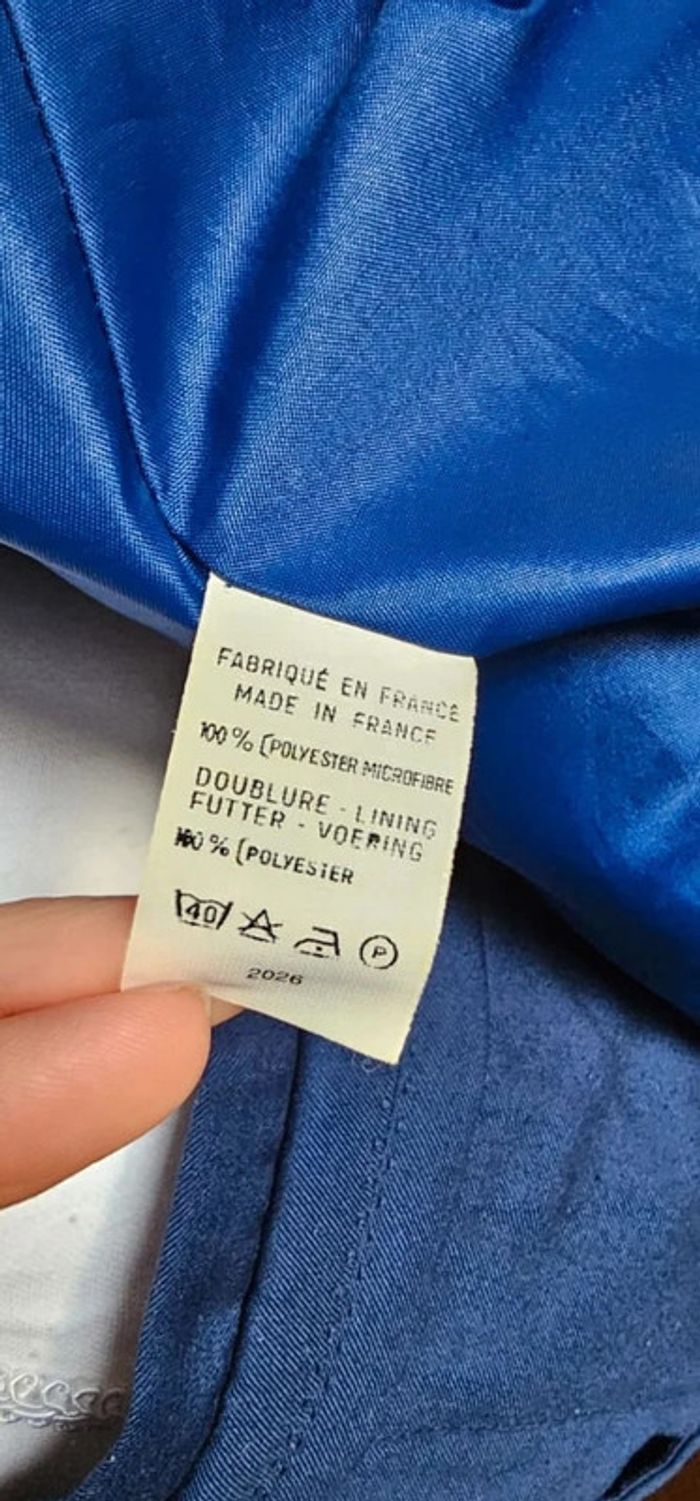 FABRIQUÉ EN FRANCE
MADE IN FRANCE
100 % (POLYESTER MICROFIBRE
DOUBLURE - LINING
FUTTER - VOERING
100 % (POLYESTER
40 A P
2026